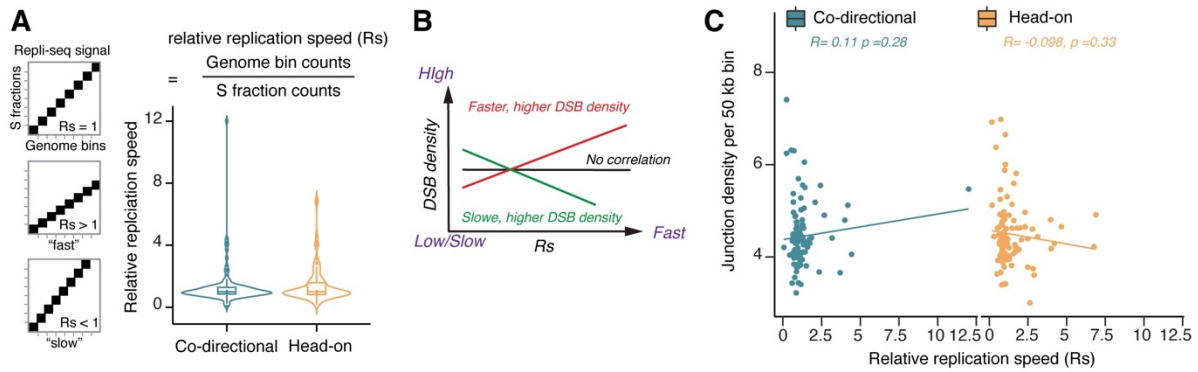 A
Repli-seq signal
S fractions
Rs = 1
Genome bins
Rs > 1
“fast”
Rs < 1
“slow”
relative replication speed (Rs)
= Genome bin counts
S fraction counts
Relative replciation speed
12
8
4
0
Co-directional Head-on
B
HIgh
Faster, higher DSB density
No correlation
DSB density
Slowe, higher DSB density
Low/Slow
Rs
Fast
C
Co-directional
R= 0.11 p =0.28
Head-on
R= -0.098, p =0.33
Junction density per 50 kb bin
8
6
4
0 2.5 5 7.5 10 12.5 0 2.5 5 7.5 10 12.5
Relative replication speed (Rs)